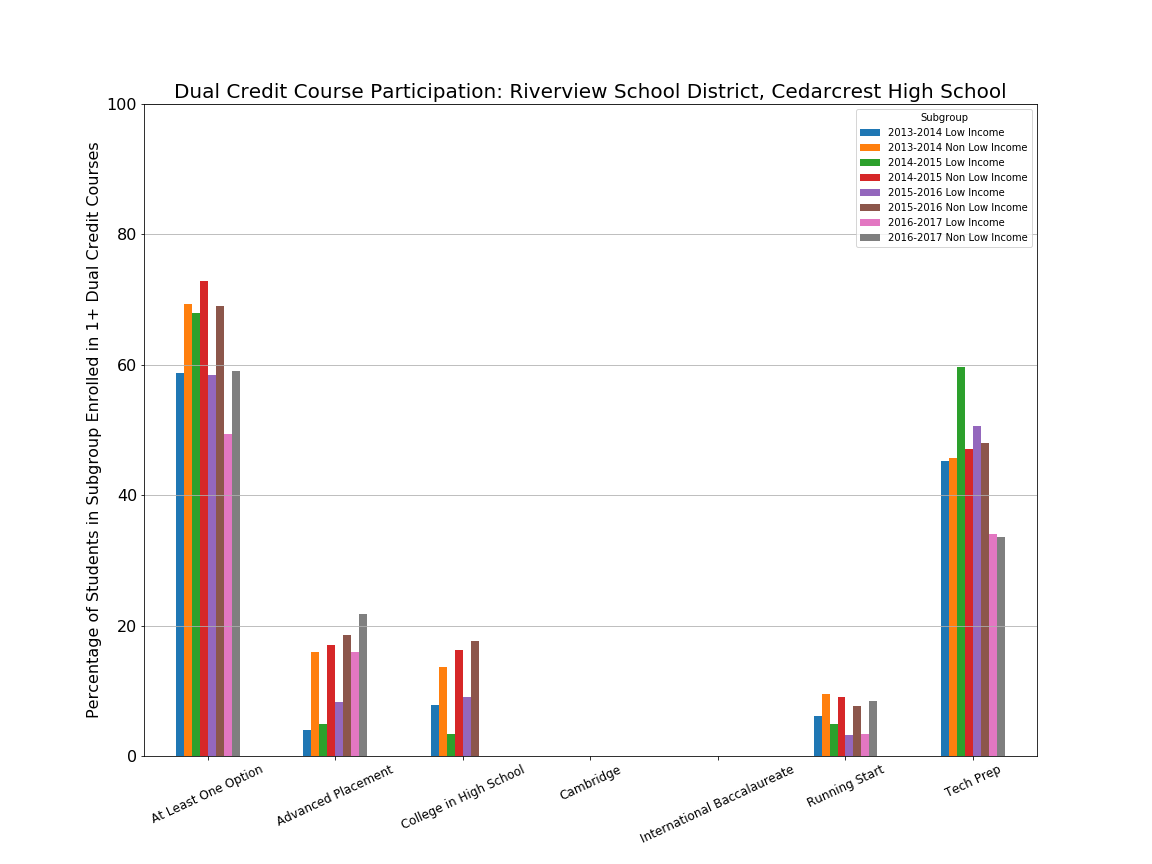 Dual Credit Course Participation: Riverview School District, Cedarcrest High School
Percentage of Students in Subgroup Enrolled in 1+ Dual Credit Courses
100
80
60
40
20
0
Subgroup
2013-2014 Low Income
2013-2014 Non Low Income
2014-2015 Low Income
2014-2015 Non Low Income
2015-2016 Low Income
2015-2016 Non Low Income
2016-2017 Low Income
2016-2017 Non Low Income
At Least One Option
Advanced Placement
College in High School
Cambridge
International Baccalaureate
Running Start
Tech Prep